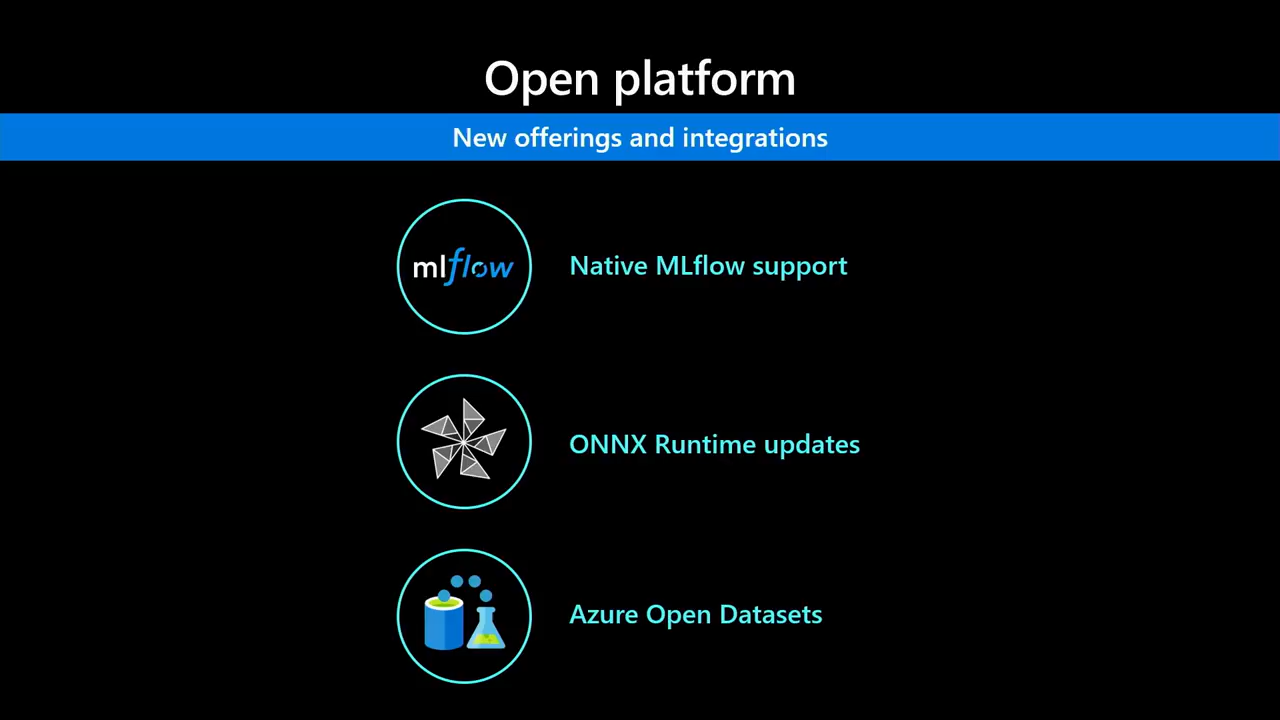 Open platform
New offerings and integrations
mlflow
Native MLflow support
ONNX Runtime updates
Azure Open Datasets